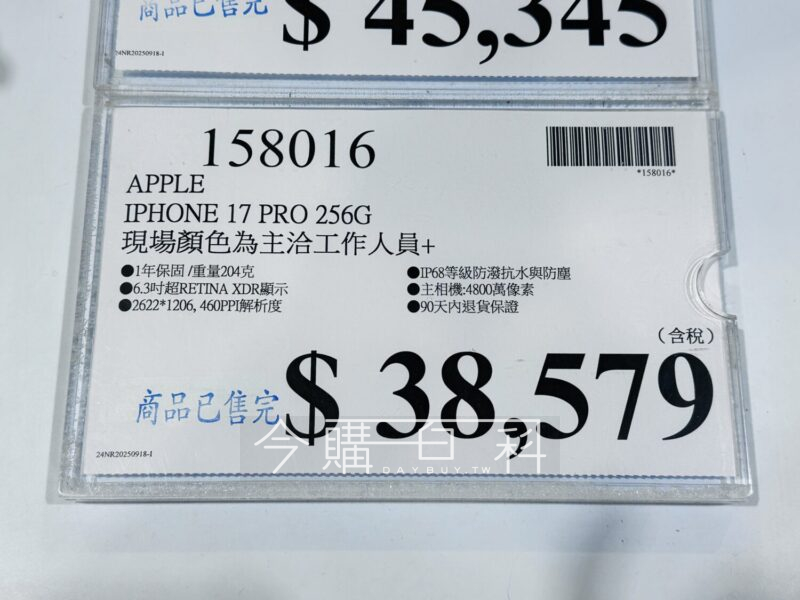 商品已售完
$ 45,345
24NR20250918-1
158016
*158016*
APPLE
IPHONE 17 PRO 256G
現場顏色為主洽工作人員+
●1年保固 /重量204克
●6.3吋超RETINA XDR顯示
●2622*1206, 460PPI解析度
●IP68等級防潑抗水與防塵
●主相機:4800萬像素
●90天內退貨保證
(含稅)
商品已售完
$ 38,579
24NR20250918-1
今購百科
DAYBUY.TW